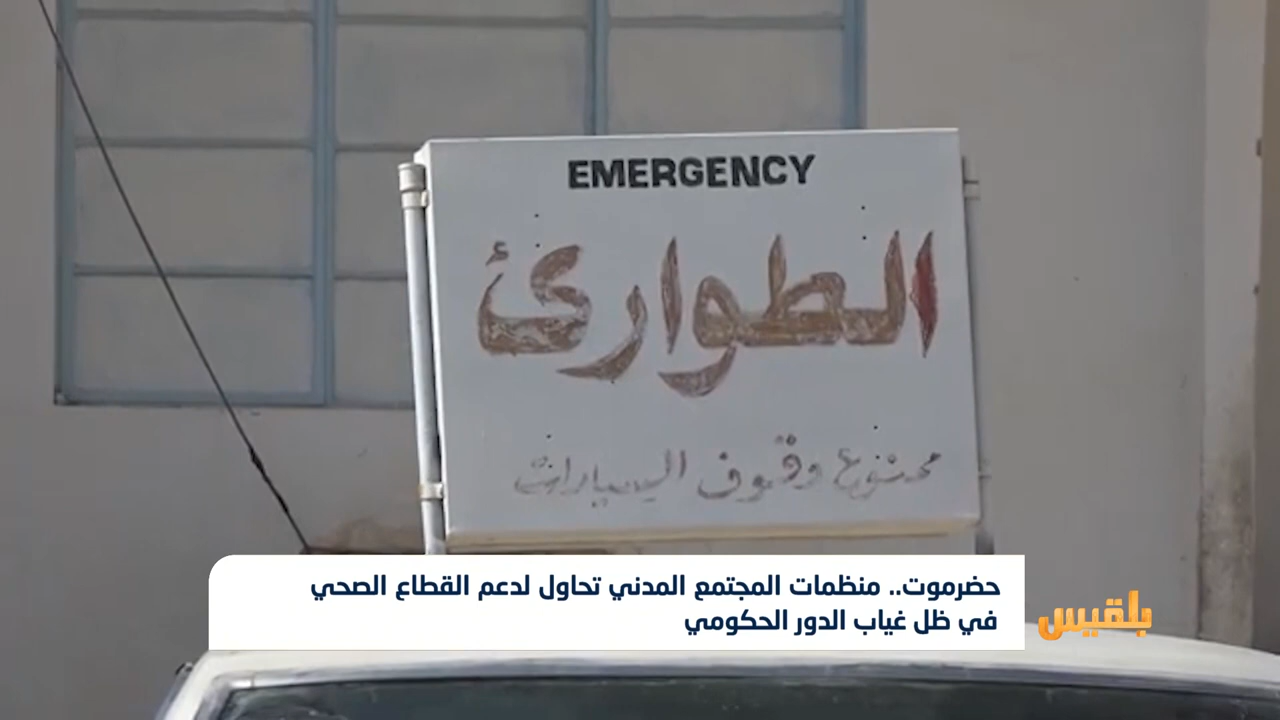 EMERGENCY
الطوارئ
ممنوع وقوف السيارات
حضرموت.. منظمات المجتمع المدني تحاول لدعم القطاع الصحي
في ظل غياب الدور الحكومي
بلقيس